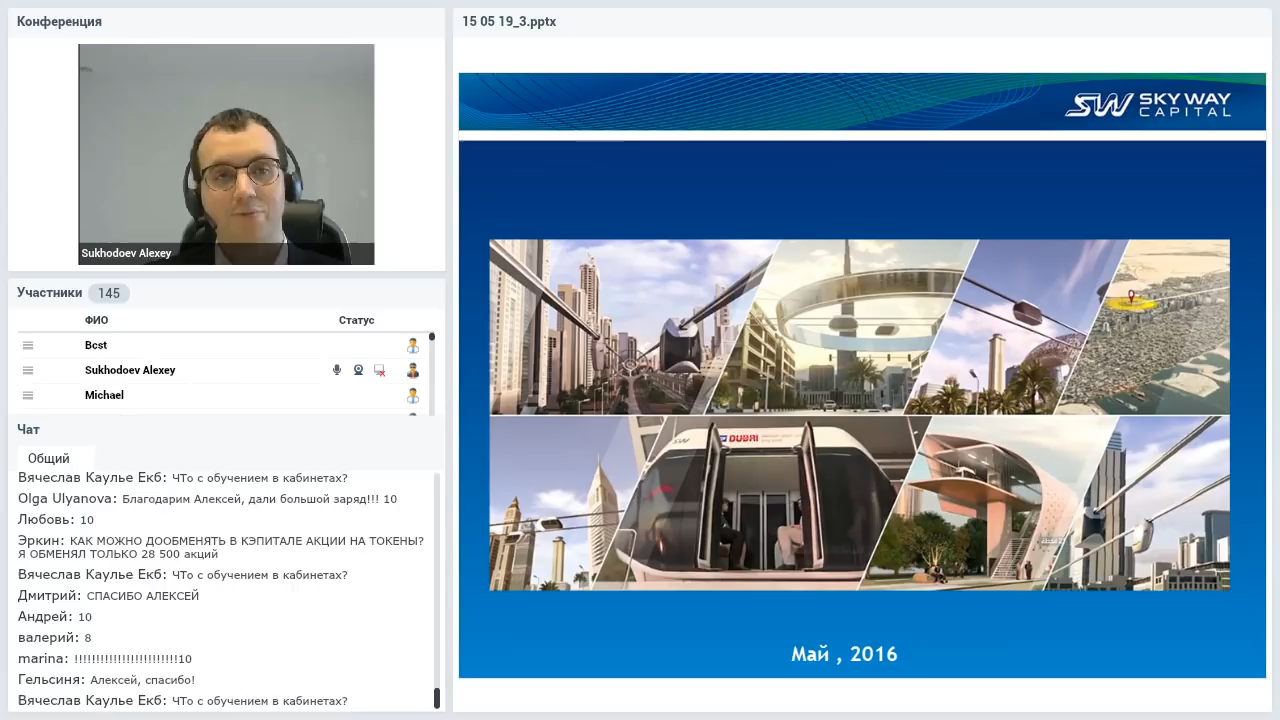 Конференция
Sukhodoev Alexey
Участники 145
ФИО Статус
Bcst
Sukhodoev Alexey
Michael
Чат
Общий
Вячеслав Каулье Екб: ЧТо с обучением в кабинетах?
Olga Ulyanova: Благодарим Алексей, дали большой заряд!!! 10
Любовь: 10
Эркин: КАК МОЖНО ДООБМЕНЯТЬ В КЭПИТАЛЕ АКЦИИ НА ТОКЕНЫ?
Я ОБМЕНЯЛ ТОЛЬКО 28 500 акций
Вячеслав Каулье Екб: ЧТо с обучением в кабинетах?
Дмитрий: СПАСИБО АЛЕКСЕЙ
Андрей: 10
валерий: 8
marina: !!!!!!!!!!!!!!!!!!!!!!!!10
Гельсиня: Алексей, спасибо!
Вячеслав Каулье Екб: ЧТо с обучением в кабинетах?
15 05 19_3.pptx
SW SKY WAY
CAPITAL
SW DUBAI
Май , 2016